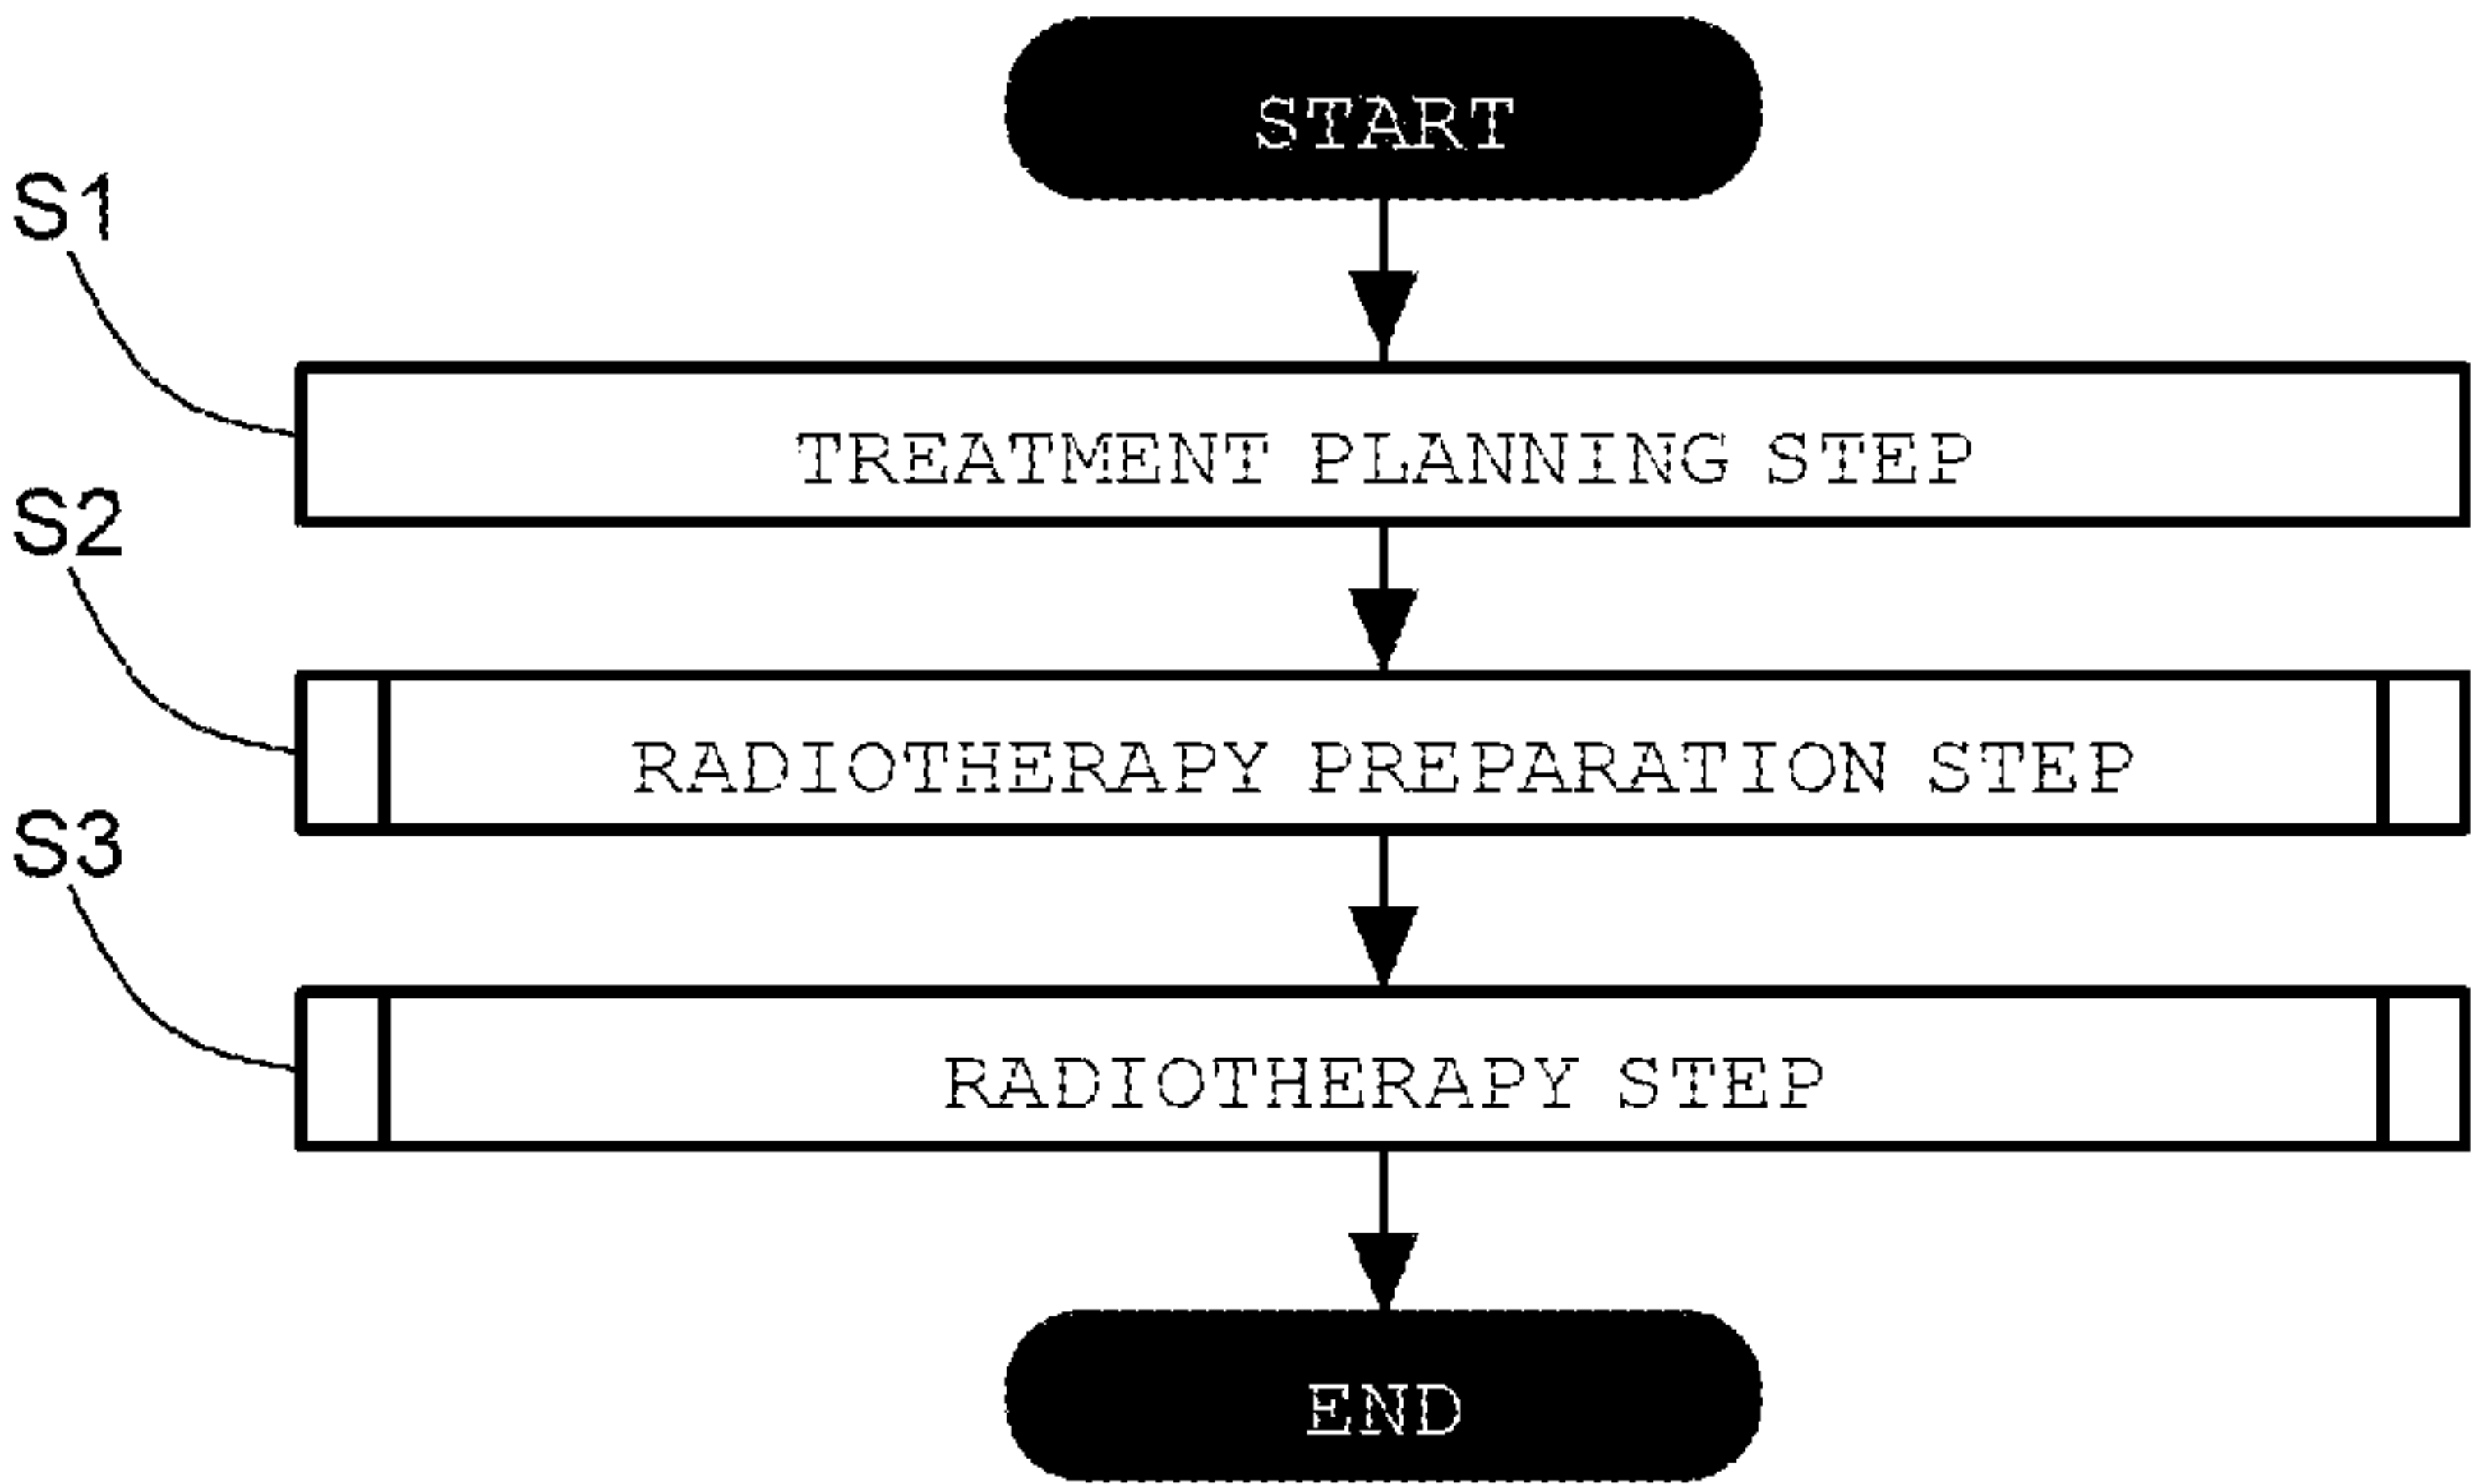 START
S1
TREATMENT PLANNING STEP
S2
RADIOTHERAPY PREPARATION STEP
S3
RADIOTHERAPY STEP
END